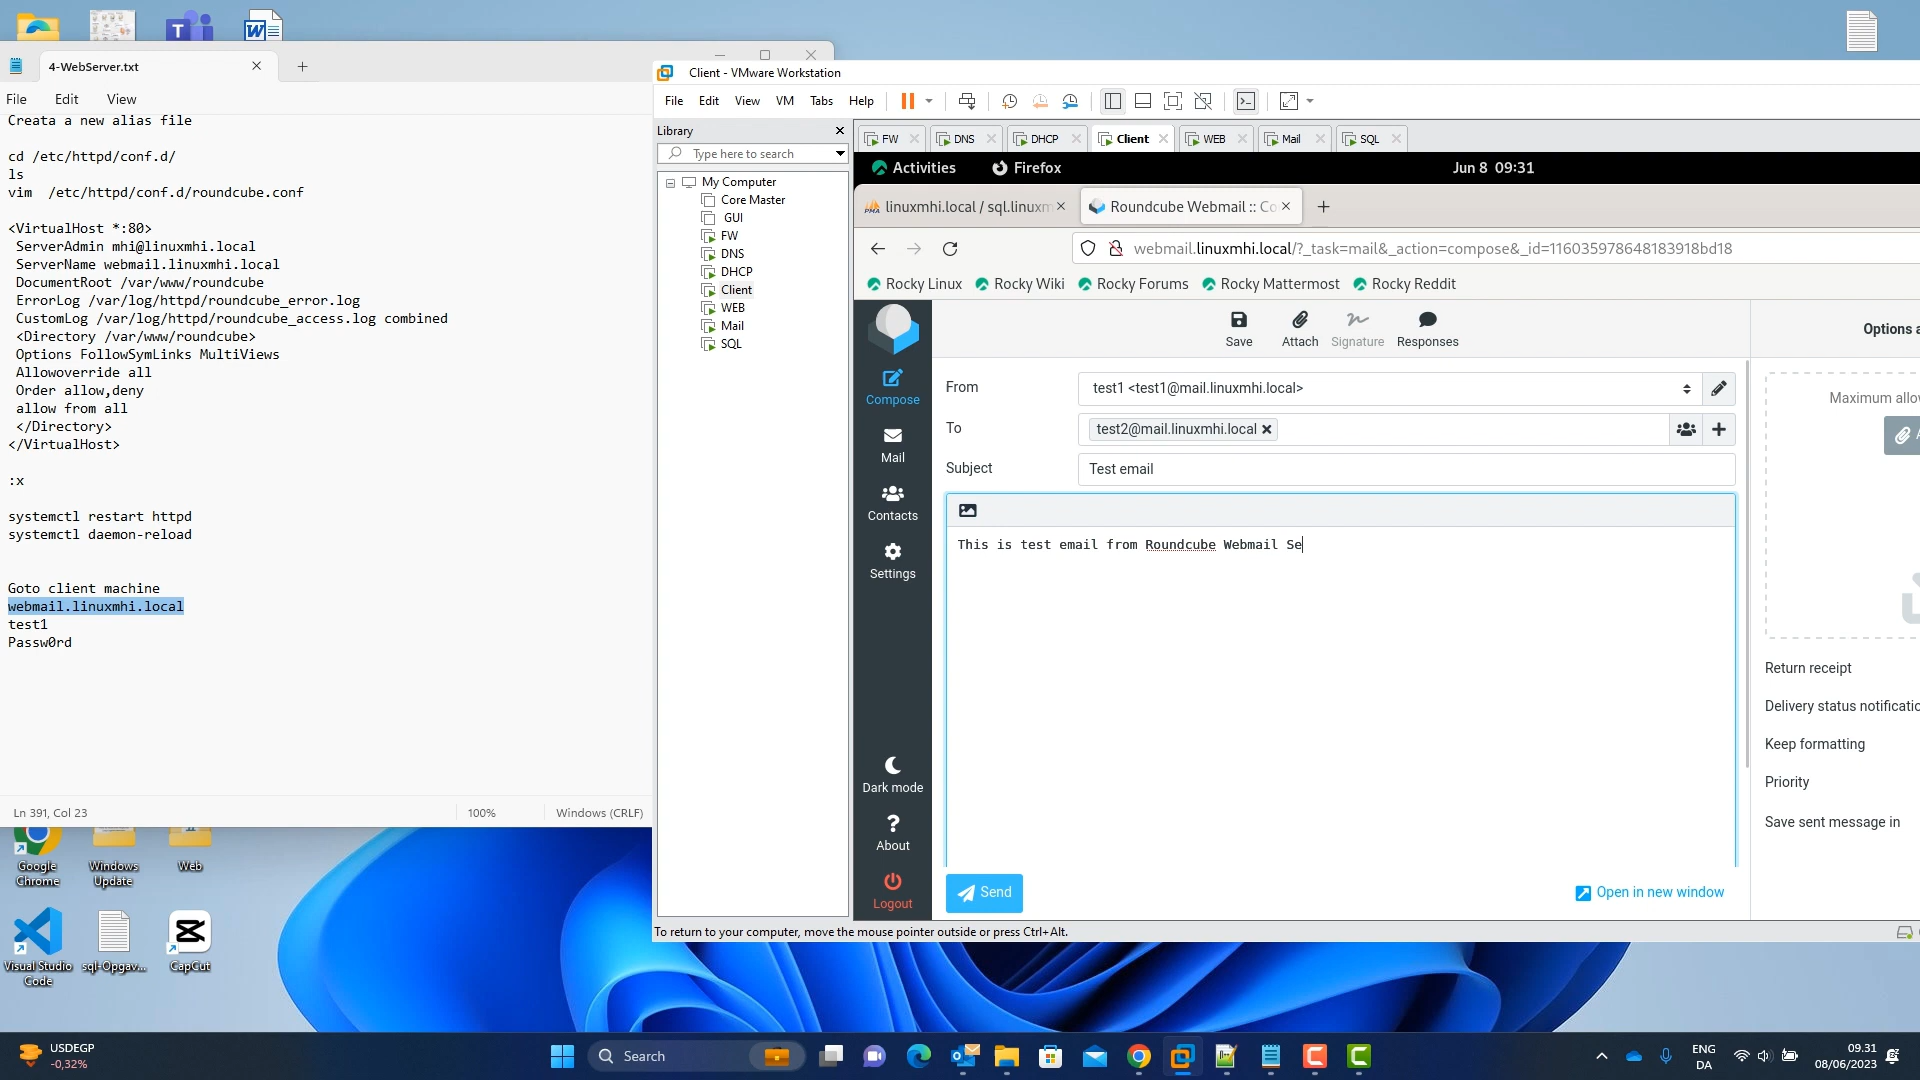 4-WebServer.txt
File Edit View
Creata a new alias file
cd /etc/httpd/conf.d/
ls
vim  /etc/httpd/conf.d/roundcube.conf
<VirtualHost *:80>
ServerAdmin mhi@linuxmhi.local
ServerName webmail.linuxmhi.local
DocumentRoot /var/www/roundcube
ErrorLog /var/log/httpd/roundcube_error.log
CustomLog /var/log/httpd/roundcube_access.log combined
<Directory /var/www/roundcube>
Options FollowSymLinks MultiViews
Allowoverride all
Order allow,deny
allow from all
</Directory>
</VirtualHost>
:x
systemctl restart httpd
systemctl daemon-reload
Goto client machine
webmail.linuxmhi.local
test1
Passw0rd
Ln 391, Col 23 100% Windows (CRLF)
Client - VMware Workstation
File Edit View VM Tabs Help
Library
Type here to search
My Computer
Core Master
GUI
FW
DNS
DHCP
Client
WEB
Mail
SQL
FW DNS DHCP Client WEB Mail SQL
Activities Firefox Jun 8 09:31
linuxmhi.local / sql.linuxm Roundcube Webmail :: Co
webmail.linuxmhi.local/?_task=mail&_action=compose&_id=116035978648183918bd18
Rocky Linux Rocky Wiki Rocky Forums Rocky Mattermost Rocky Reddit
Compose
Mail
Contacts
Settings
Dark mode
About
Logout
Save Attach Signature Responses
From test1 <test1@mail.linuxmhi.local>
To test2@mail.linuxmhi.local
Subject Test email
This is test email from Roundcube Webmail Se
Send Open in new window
Options a
Maximum allow
Return receipt
Delivery status notificatio
Keep formatting
Priority
Save sent message in
To return to your computer, move the mouse pointer outside or press Ctrl+Alt.
Google
Chrome
Windows
Update
Web
Visual Studio
Code
sql-Opgav...
CapCut
USDEGP
-0,32%
Search
ENG
DA
09.31
08/06/2023